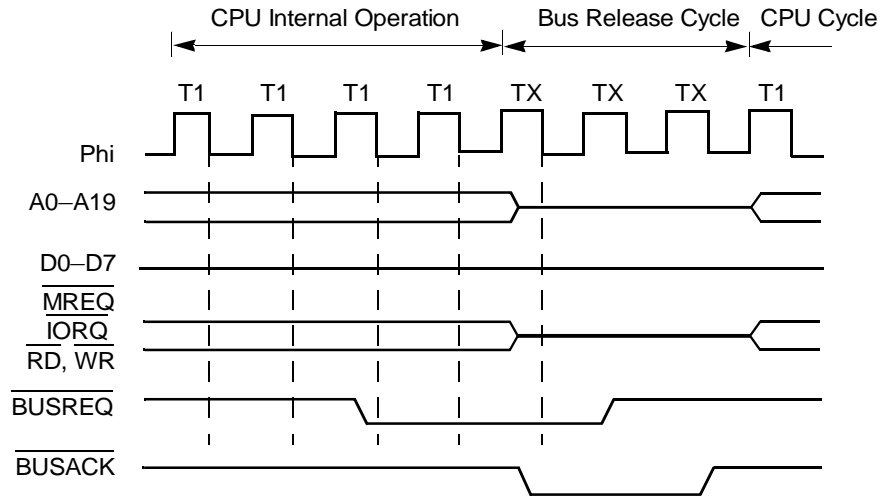 CPU Internal Operation Bus Release Cycle CPU Cycle
T1 T1 T1 T1 TX TX TX T1
Phi
A0–A19
D0–D7
MREQ
IORQ
RD, WR
BUSREQ
BUSACK